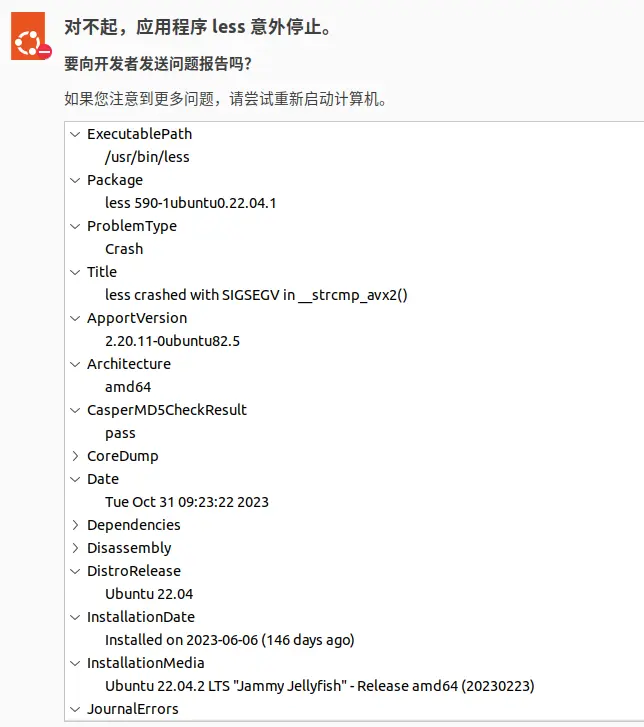 对不起，应用程序 less 意外停止。
要向开发者发送问题报告吗？
如果您注意到更多问题，请尝试重新启动计算机。
ExecutablePath
/usr/bin/less
Package
less 590-1ubuntu0.22.04.1
ProblemType
Crash
Title
less crashed with SIGSEGV in __strcmp_avx2()
ApportVersion
2.20.11-0ubuntu82.5
Architecture
amd64
CasperMD5CheckResult
pass
CoreDump
Date
Tue Oct 31 09:23:22 2023
Dependencies
Disassembly
DistroRelease
Ubuntu 22.04
InstallationDate
Installed on 2023-06-06 (146 days ago)
InstallationMedia
Ubuntu 22.04.2 LTS "Jammy Jellyfish" - Release amd64 (20230223)
JournalErrors